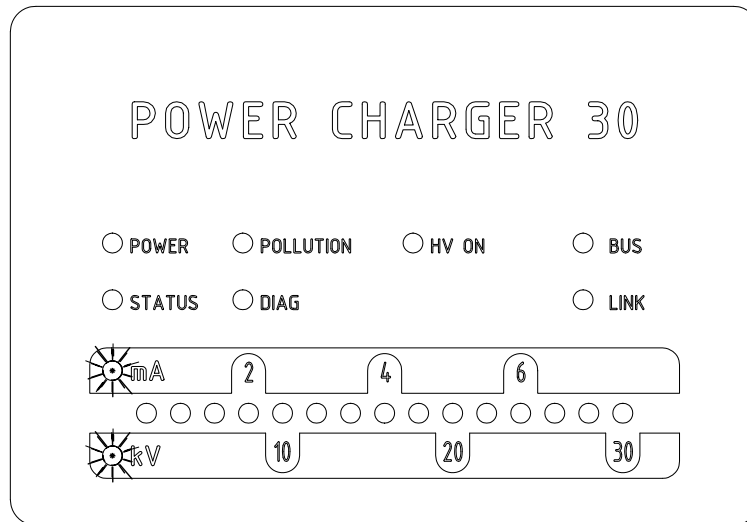 POWER CHARGER 30
POWER POLLUTION HV ON BUS
STATUS DIAG LINK
mA 2 4 6
kV 10 20 30